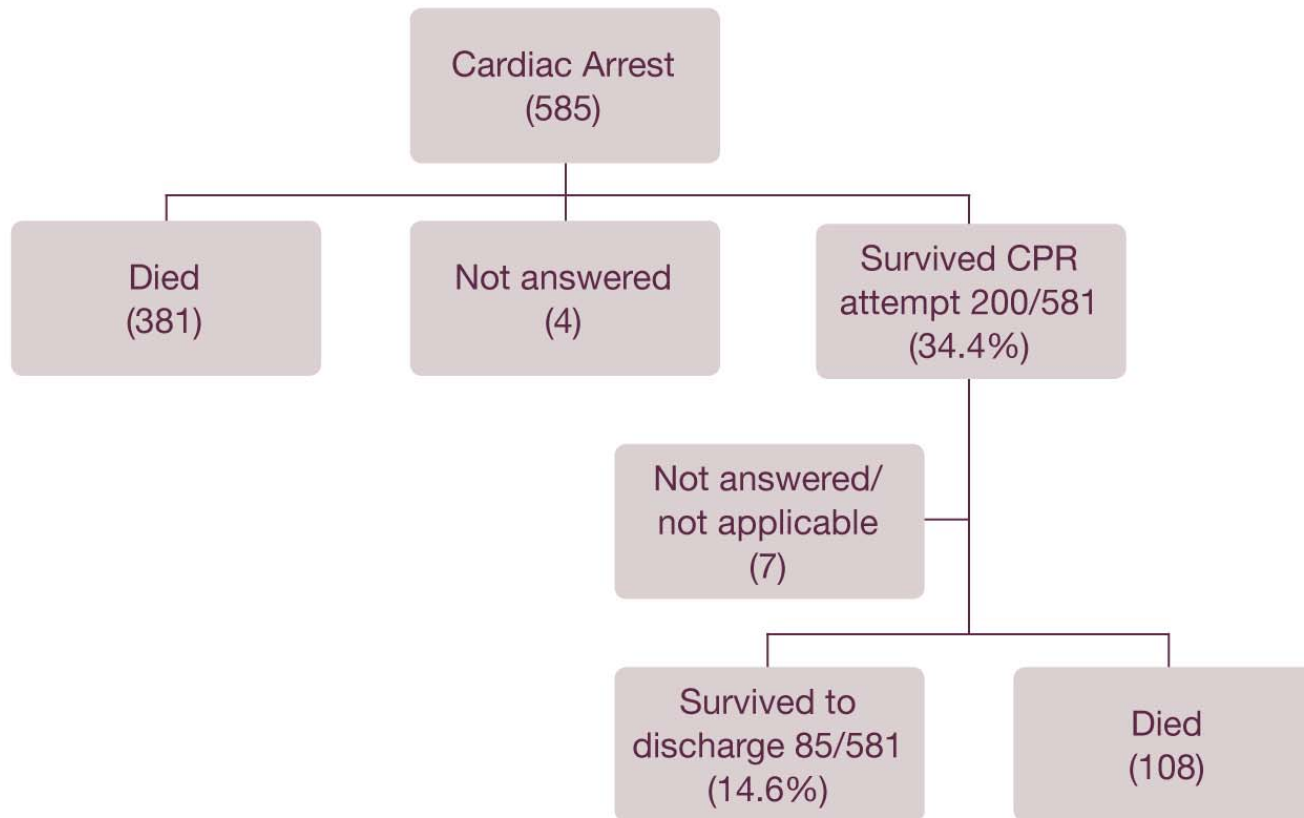 Cardiac Arrest
(585)
Died
(381)
Not answered
(4)
Survived CPR
attempt 200/581
(34.4%)
Not answered/
not applicable
(7)
Survived to
discharge 85/581
(14.6%)
Died
(108)